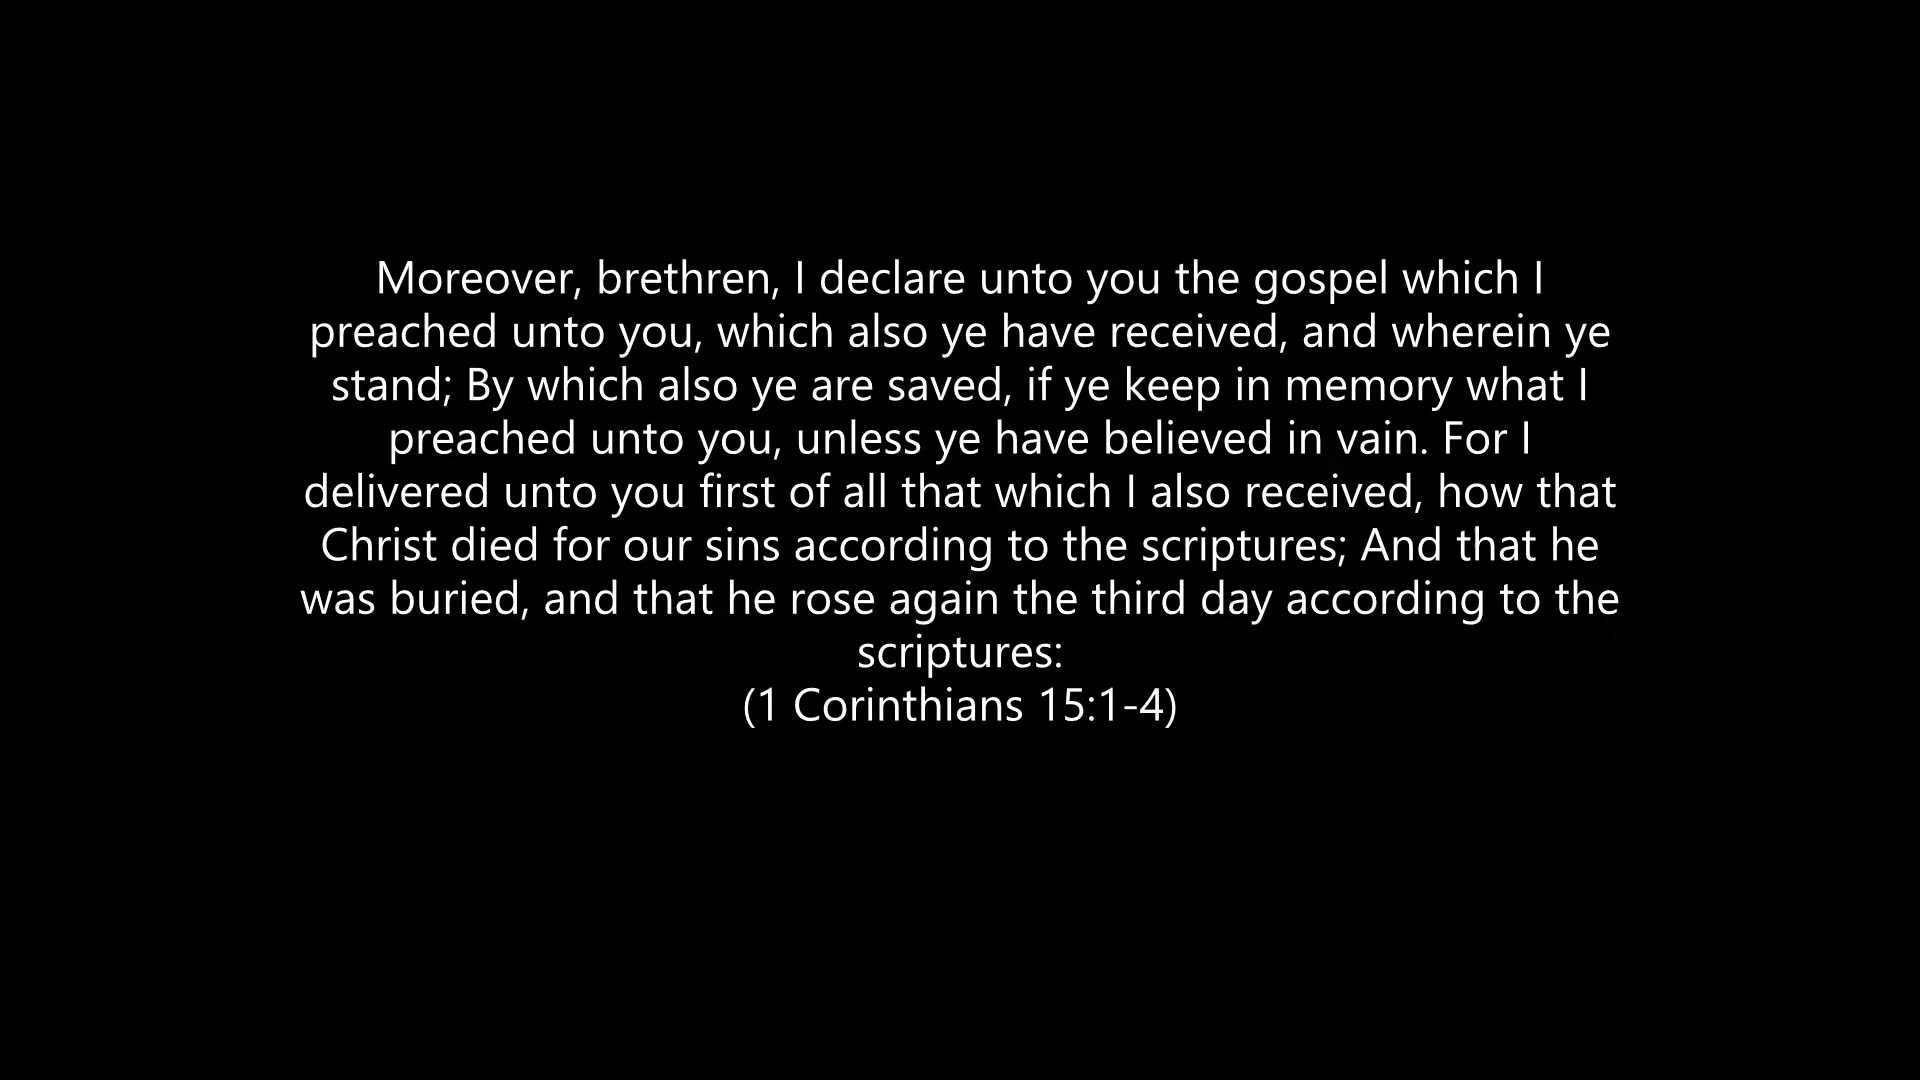 Moreover, brethren, I declare unto you the gospel which I
preached unto you, which also ye have received, and wherein ye
stand; By which also ye are saved, if ye keep in memory what I
preached unto you, unless ye have believed in vain. For I
delivered unto you first of all that which I also received, how that
Christ died for our sins according to the scriptures; And that he
was buried, and that he rose again the third day according to the
scriptures:
(1 Corinthians 15:1-4)